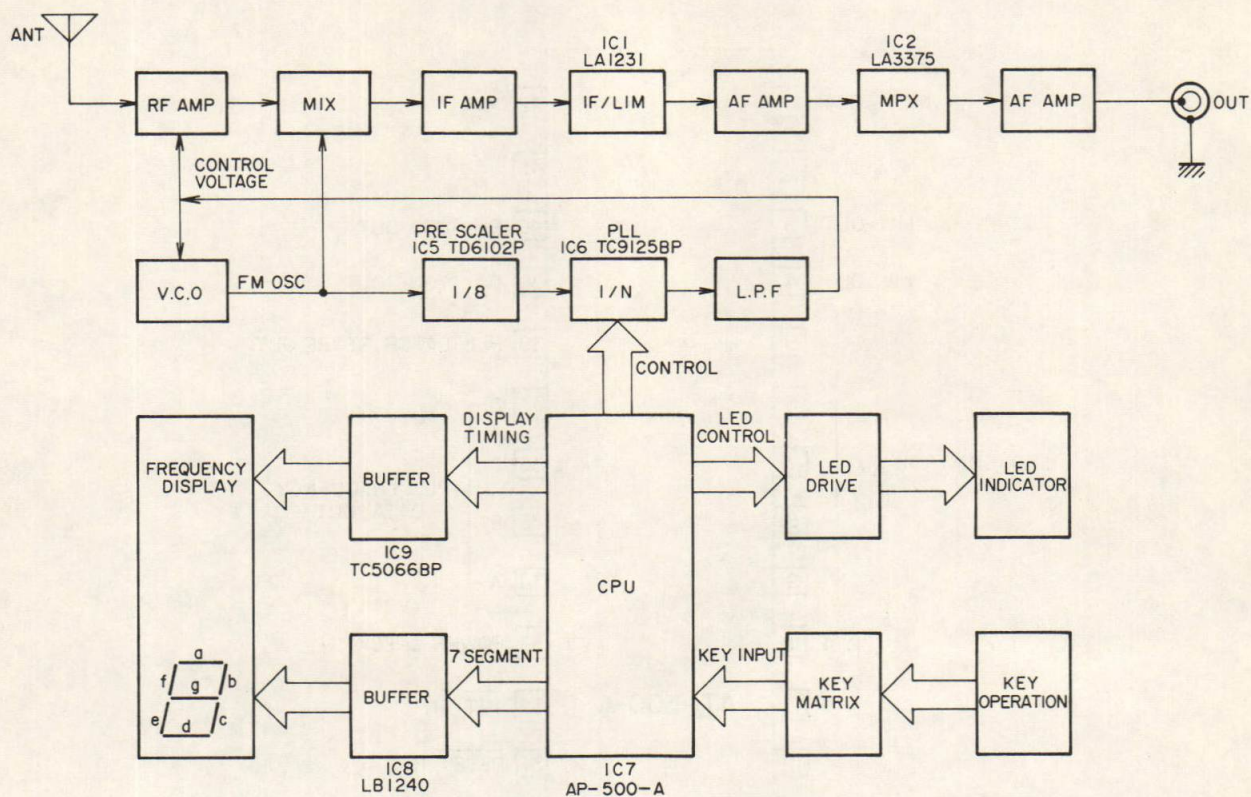 ANT
RF AMP
MIX
IF AMP
IC1
LA1231
IF/LIM
AF AMP
IC2
LA3375
MPX
AF AMP
OUT
CONTROL
VOLTAGE
V.C.O
FM OSC
PRE SCALER
IC5 TD6102P
1/8
PLL
IC6 TC9125BP
1/N
L.P.F
CONTROL
FREQUENCY
DISPLAY
BUFFER
IC9
TC5066BP
DISPLAY
TIMING
CPU
LED
CONTROL
LED
DRIVE
LED
INDICATOR
a
f
g
b
e
d
c
BUFFER
IC8
LB1240
7 SEGMENT
IC7
AP-500-A
KEY INPUT
KEY
MATRIX
KEY
OPERATION